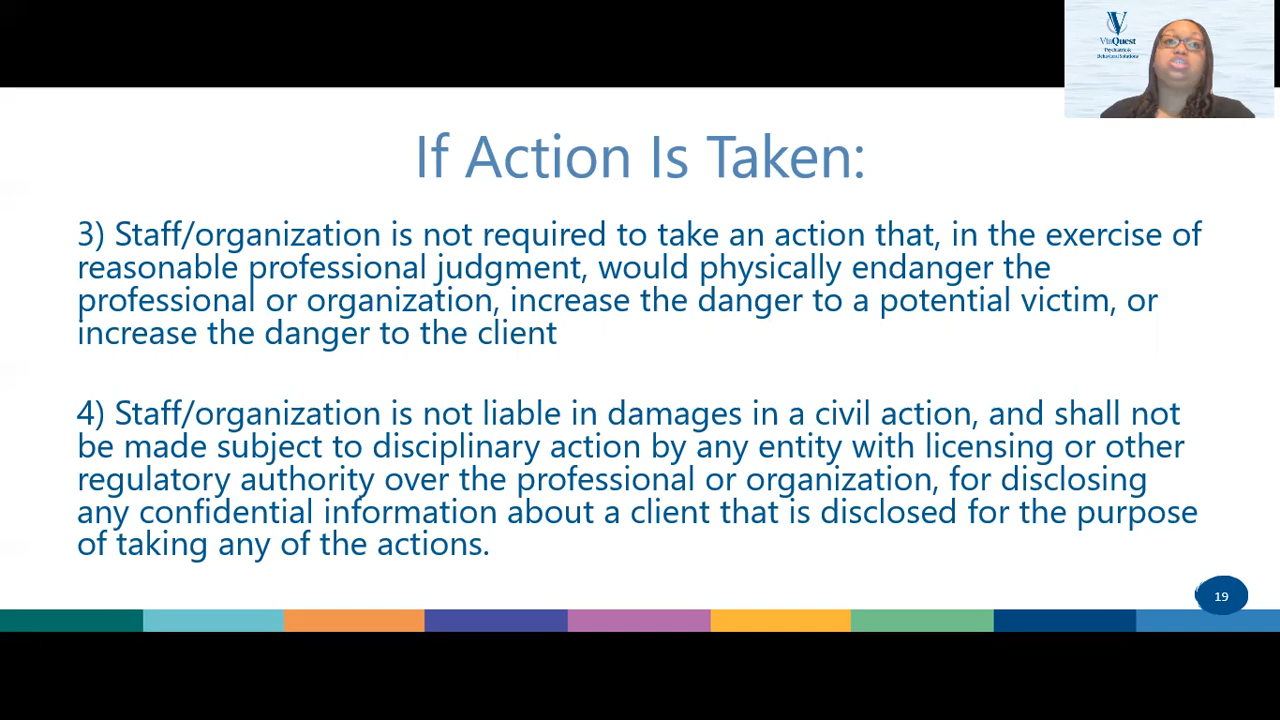 ViaQuest
Psychiatric &
Behavioral Solutions
If Action Is Taken:
3) Staff/organization is not required to take an action that, in the exercise of
reasonable professional judgment, would physically endanger the
professional or organization, increase the danger to a potential victim, or
increase the danger to the client
4) Staff/organization is not liable in damages in a civil action, and shall not
be made subject to disciplinary action by any entity with licensing or other
regulatory authority over the professional or organization, for disclosing
any confidential information about a client that is disclosed for the purpose
of taking any of the actions.
19